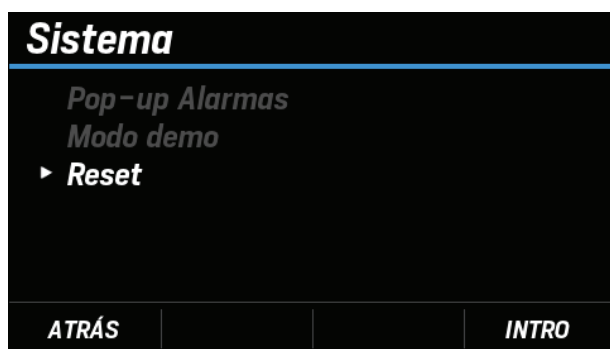 Sistema
Pop-up Alarmas
Modo demo
Reset
ATRÁS INTRO